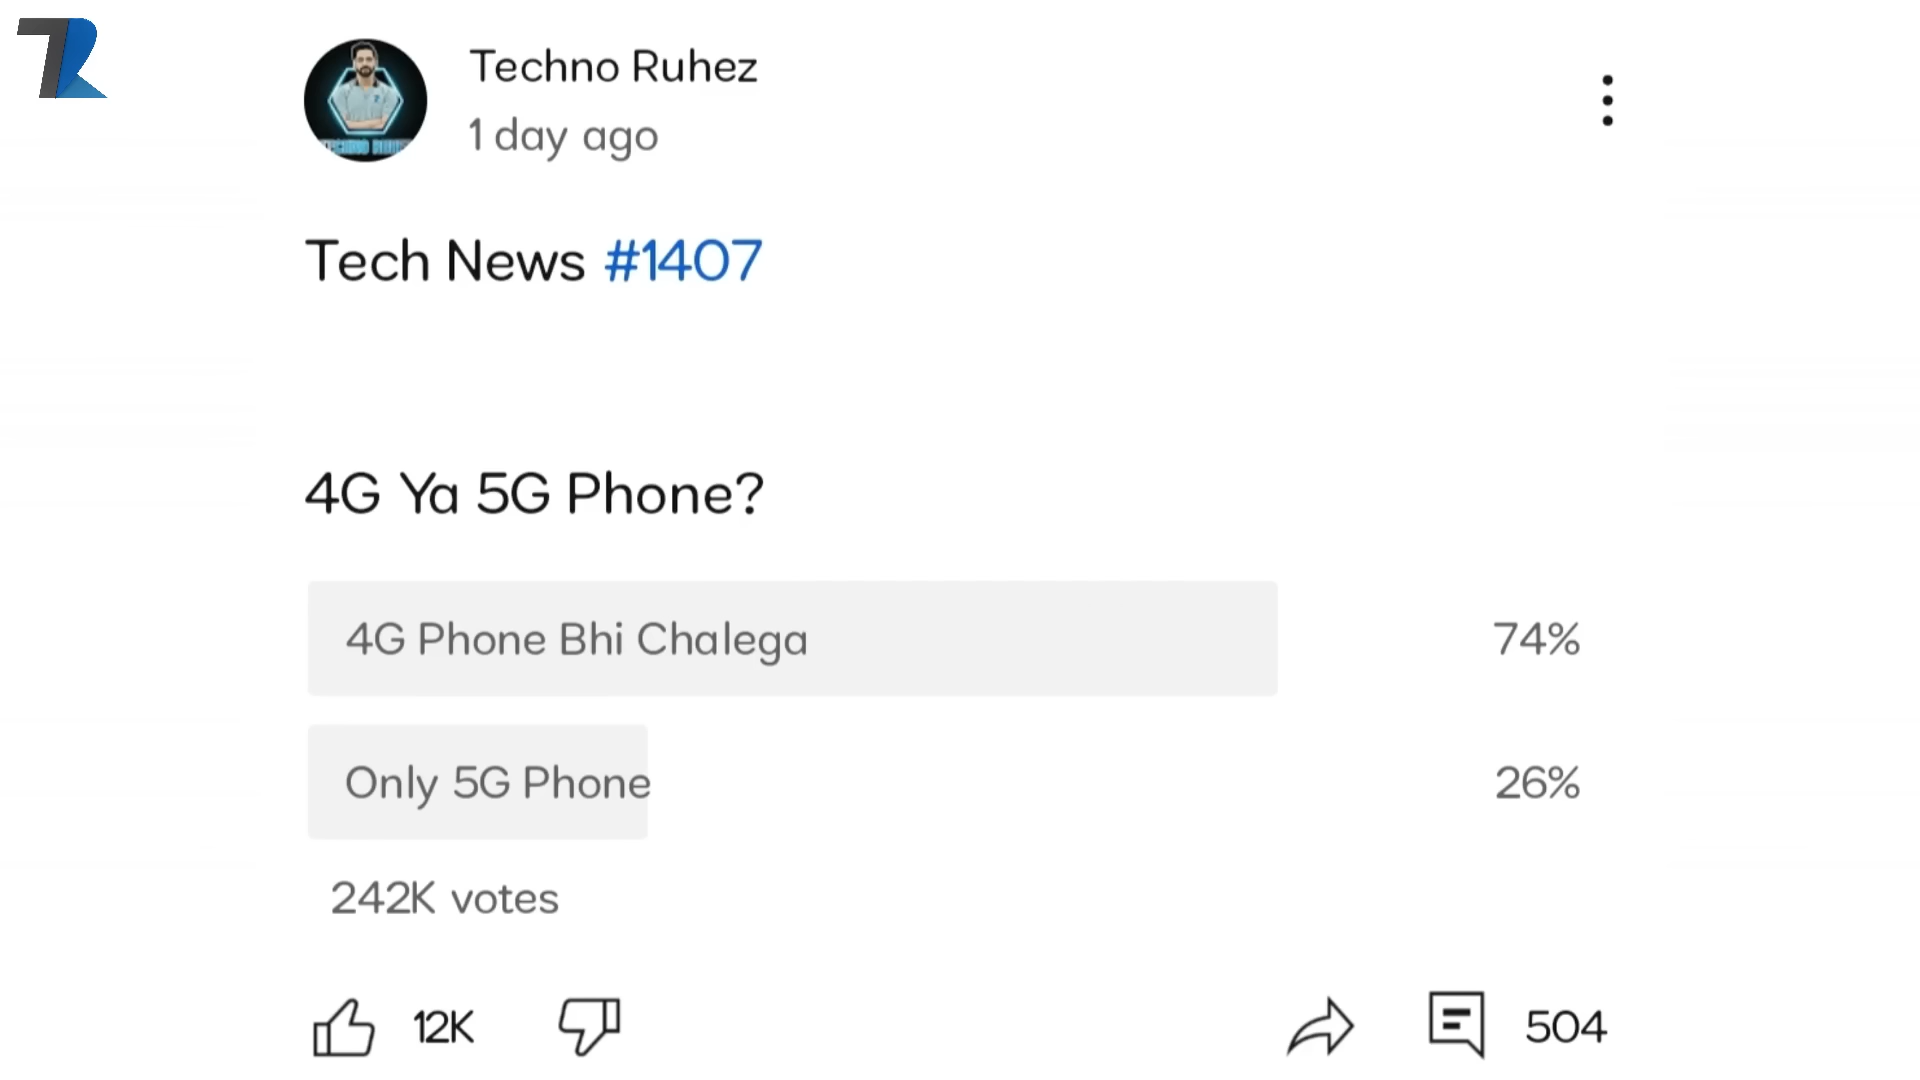 Techno Ruhez
1 day ago
Tech News #1407
4G Ya 5G Phone?
4G Phone Bhi Chalega
74%
Only 5G Phone
26%
242K votes
12K
504